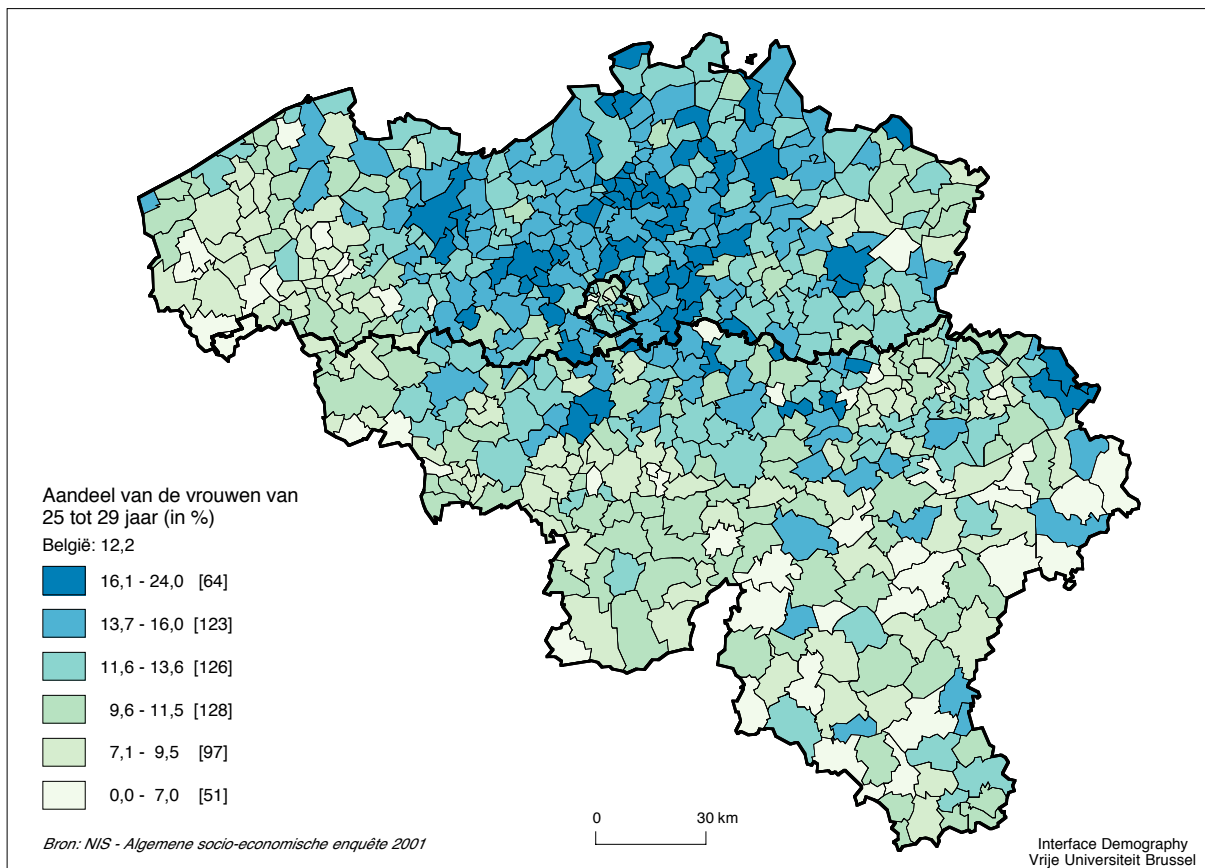 Aandeel van de vrouwen van
25 tot 29 jaar (in %)
België: 12,2
16,1 - 24,0 [64]
13,7 - 16,0 [123]
11,6 - 13,6 [126]
9,6 - 11,5 [128]
7,1 - 9,5 [97]
0,0 - 7,0 [51]
0 30 km
Bron: NIS - Algemene socio-economische enquête 2001
Interface Demography
Vrije Universiteit Brussel